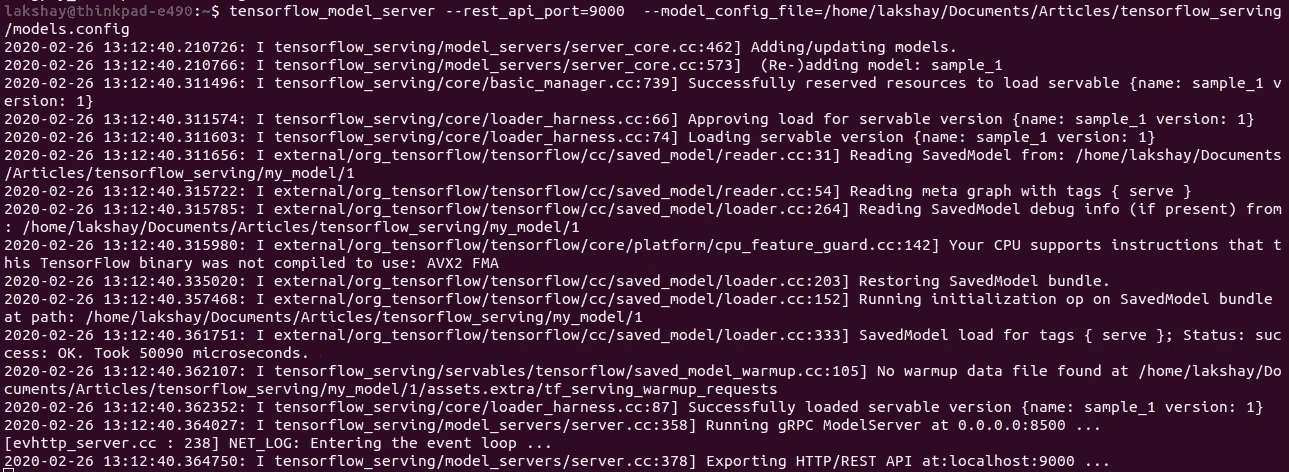 lakshay@thinkpad-e490:~$ tensorflow_model_server --rest_api_port=9000  --model_config_file=/home/lakshay/Documents/Articles/tensorflow_serving
/models.config
2020-02-26 13:12:40.210726: I tensorflow_serving/model_servers/server_core.cc:462] Adding/updating models.
2020-02-26 13:12:40.210766: I tensorflow_serving/model_servers/server_core.cc:573]  (Re-)adding model: sample_1
2020-02-26 13:12:40.311496: I tensorflow_serving/core/basic_manager.cc:739] Successfully reserved resources to load servable {name: sample_1 v
ersion: 1}
2020-02-26 13:12:40.311574: I tensorflow_serving/core/loader_harness.cc:66] Approving load for servable version {name: sample_1 version: 1}
2020-02-26 13:12:40.311603: I tensorflow_serving/core/loader_harness.cc:74] Loading servable version {name: sample_1 version: 1}
2020-02-26 13:12:40.311656: I external/org_tensorflow/tensorflow/cc/saved_model/reader.cc:31] Reading SavedModel from: /home/lakshay/Documents
/Articles/tensorflow_serving/my_model/1
2020-02-26 13:12:40.315722: I external/org_tensorflow/tensorflow/cc/saved_model/reader.cc:54] Reading meta graph with tags { serve }
2020-02-26 13:12:40.315785: I external/org_tensorflow/tensorflow/cc/saved_model/loader.cc:264] Reading SavedModel debug info (if present) from
: /home/lakshay/Documents/Articles/tensorflow_serving/my_model/1
2020-02-26 13:12:40.315980: I external/org_tensorflow/tensorflow/core/platform/cpu_feature_guard.cc:142] Your CPU supports instructions that t
his TensorFlow binary was not compiled to use: AVX2 FMA
2020-02-26 13:12:40.335020: I external/org_tensorflow/tensorflow/cc/saved_model/loader.cc:203] Restoring SavedModel bundle.
2020-02-26 13:12:40.357468: I external/org_tensorflow/tensorflow/cc/saved_model/loader.cc:152] Running initialization op on SavedModel bundle
at path: /home/lakshay/Documents/Articles/tensorflow_serving/my_model/1
2020-02-26 13:12:40.361751: I external/org_tensorflow/tensorflow/cc/saved_model/loader.cc:333] SavedModel load for tags { serve }; Status: suc
cess: OK. Took 50090 microseconds.
2020-02-26 13:12:40.362107: I tensorflow_serving/servables/tensorflow/saved_model_warmup.cc:105] No warmup data file found at /home/lakshay/Do
cuments/Articles/tensorflow_serving/my_model/1/assets.extra/tf_serving_warmup_requests
2020-02-26 13:12:40.362352: I tensorflow_serving/core/loader_harness.cc:87] Successfully loaded servable version {name: sample_1 version: 1}
2020-02-26 13:12:40.364027: I tensorflow_serving/model_servers/server.cc:358] Running gRPC ModelServer at 0.0.0.0:8500 ...
[evhttp_server.cc : 238] NET_LOG: Entering the event loop ...
2020-02-26 13:12:40.364750: I tensorflow_serving/model_servers/server.cc:378] Exporting HTTP/REST API at:localhost:9000 ...